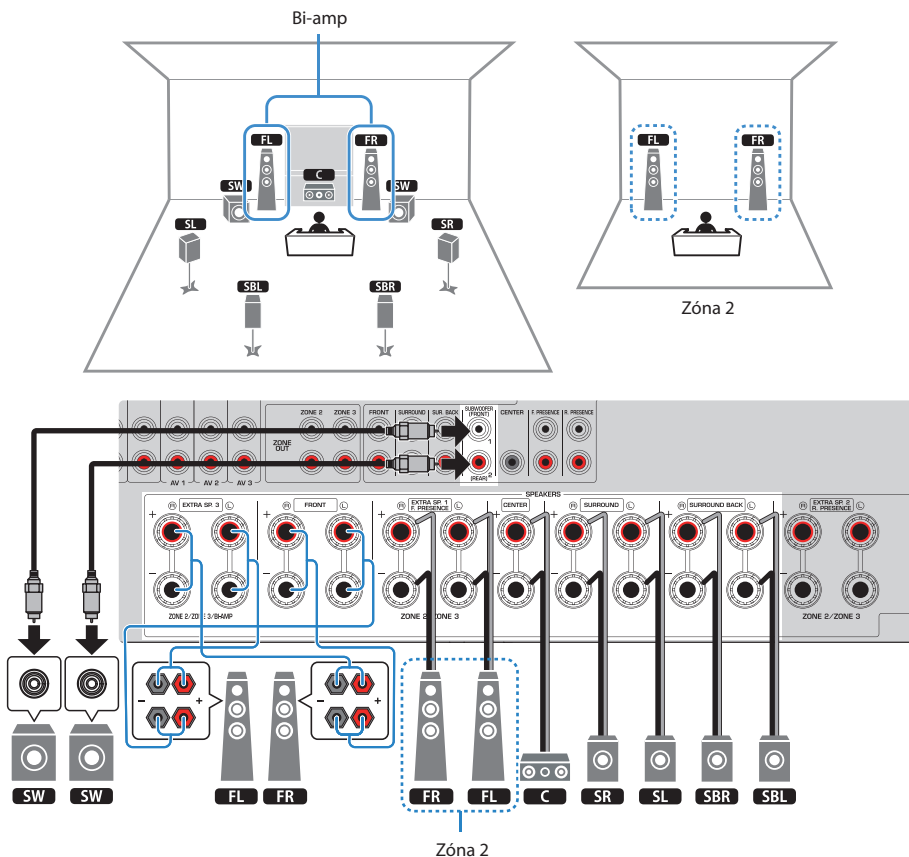 Bi-amp
FL
FR
C
SW
SW
SL
SR
SBL
SBR
FL
FR
Zóna 2
ZONE 2
ZONE 3
FRONT
SURROUND
SUR. BACK
SUBWOOFER
(FRONT)
CENTER
F. PRESENCE
R. PRESENCE
1
ZONE
OUT
2
AV 1
AV 2
AV 3
(REAR)
SPEAKERS
R EXTRA SP. 3 L
R FRONT L
R EXTRA SP. 1 L
F. PRESENCE
CENTER
R SURROUND L
R SURROUND BACK L
R EXTRA SP. 2 L
R. PRESENCE
+
+
+
+
+
+
+
–
–
–
–
–
–
–
ZONE 2/ZONE 3/BI-AMP
ZONE 2/ZONE 3
ZONE 2/ZONE 3
– +
– +
SW
SW
FL
FR
FR
FL
C
SR
SL
SBR
SBL
Zóna 2